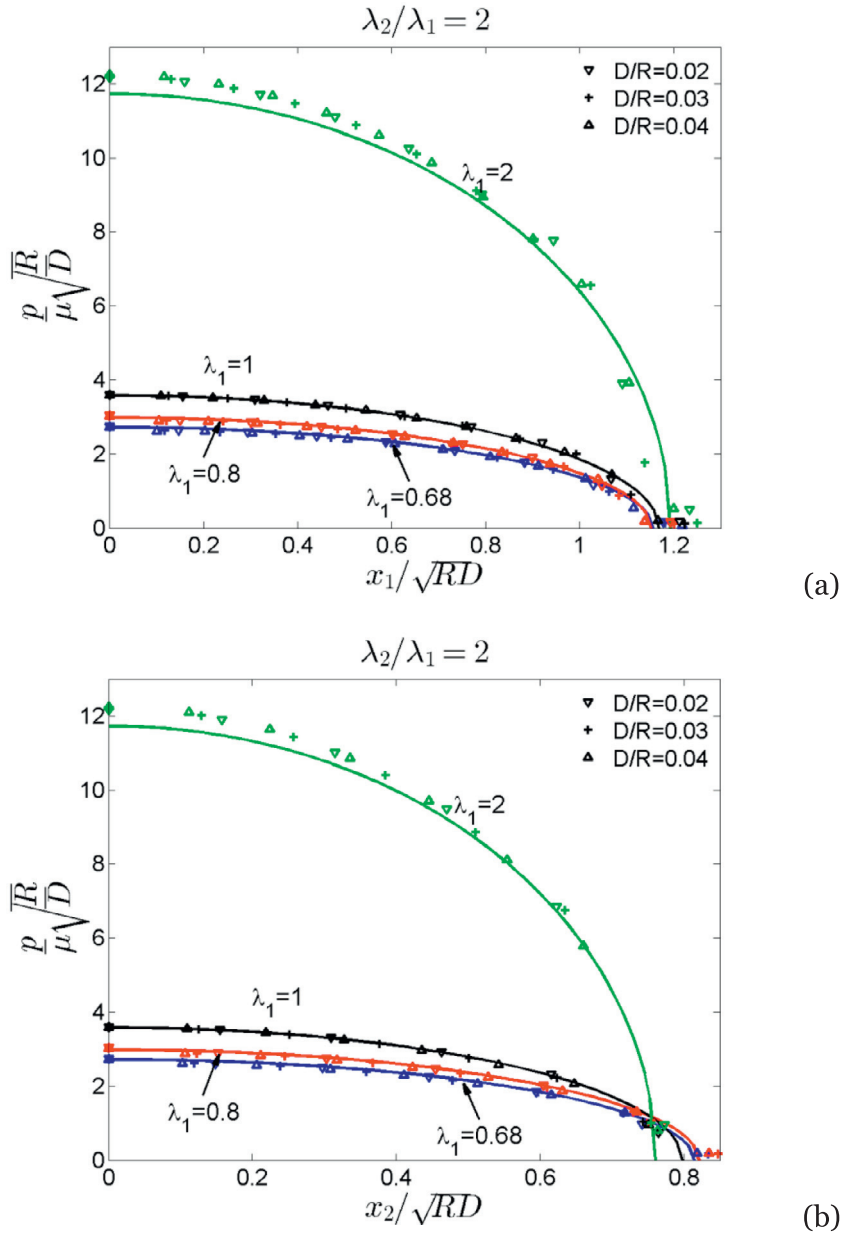 λ₂/λ₁ = 2
12
10
8
6
4
2
0
▽ D/R=0.02
+ D/R=0.03
△ D/R=0.04
λ₁=2
λ₁=1
λ₁=0.8
λ₁=0.68
p/μ √R/D
0 0.2 0.4 0.6 0.8 1 1.2
x₁/√RD
(a)
λ₂/λ₁ = 2
12
10
8
6
4
2
0
▽ D/R=0.02
+ D/R=0.03
△ D/R=0.04
λ₁=2
λ₁=1
λ₁=0.8
λ₁=0.68
p/μ √R/D
0 0.2 0.4 0.6 0.8
x₂/√RD
(b)